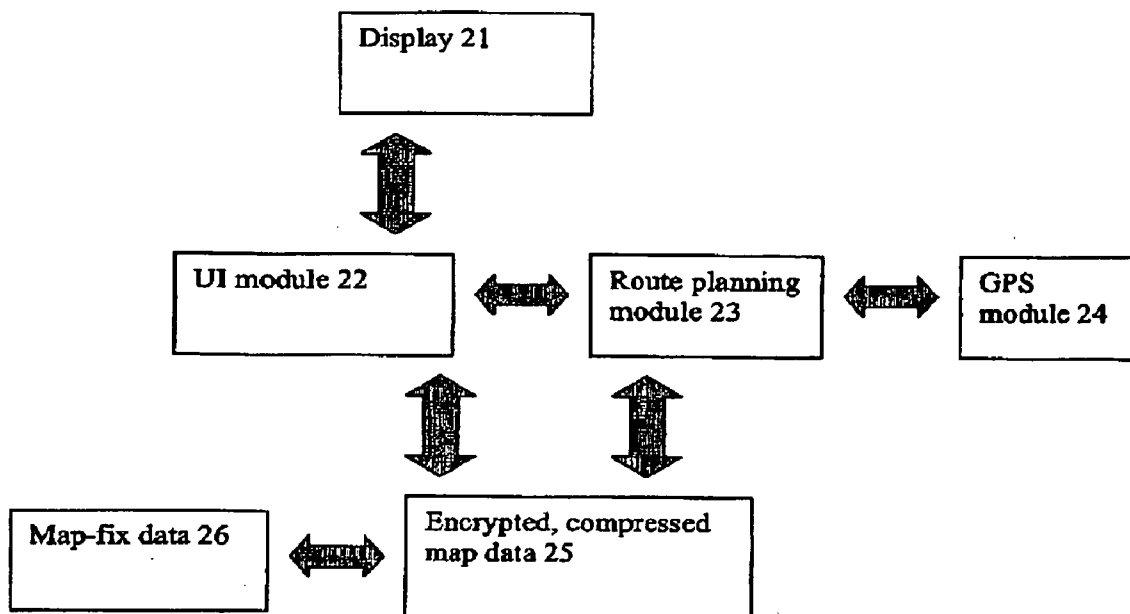 Display 21
UI module 22
Route planning
module 23
GPS
module 24
Map-fix data 26
Encrypted, compressed
map data 25